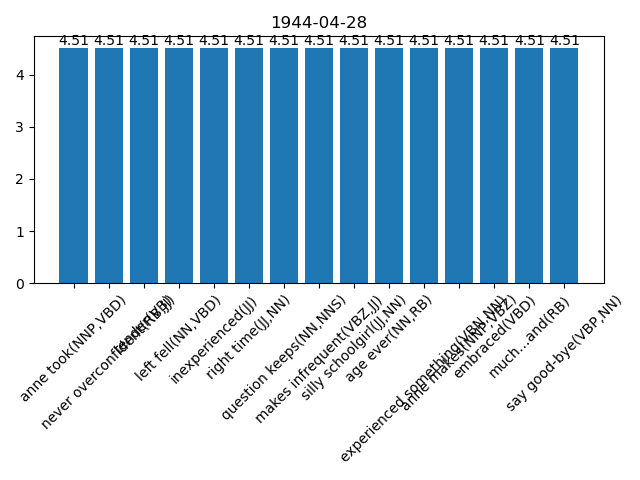 1944-04-28
4.51 4.51 4.51 4.51 4.51 4.51 4.51 4.51 4.51 4.51 4.51 4.51 4.51 4.51 4.51
4
3
2
1
0
anne took(NNP,VBD)
never overconfident(RB,JJ)
left fell(NN,VBD)
inexperienced(JJ)
right time(JJ,NN)
question keeps(NN,NNS)
makes infrequent(VBZ,JJ)
silly schoolgirl(JJ,NN)
age ever(NN,RB)
experienced something(VBN,NN)
anne makes(NNP,VBZ)
embraced(VBD)
much...and(RB)
say good-bye(VBP,NN)